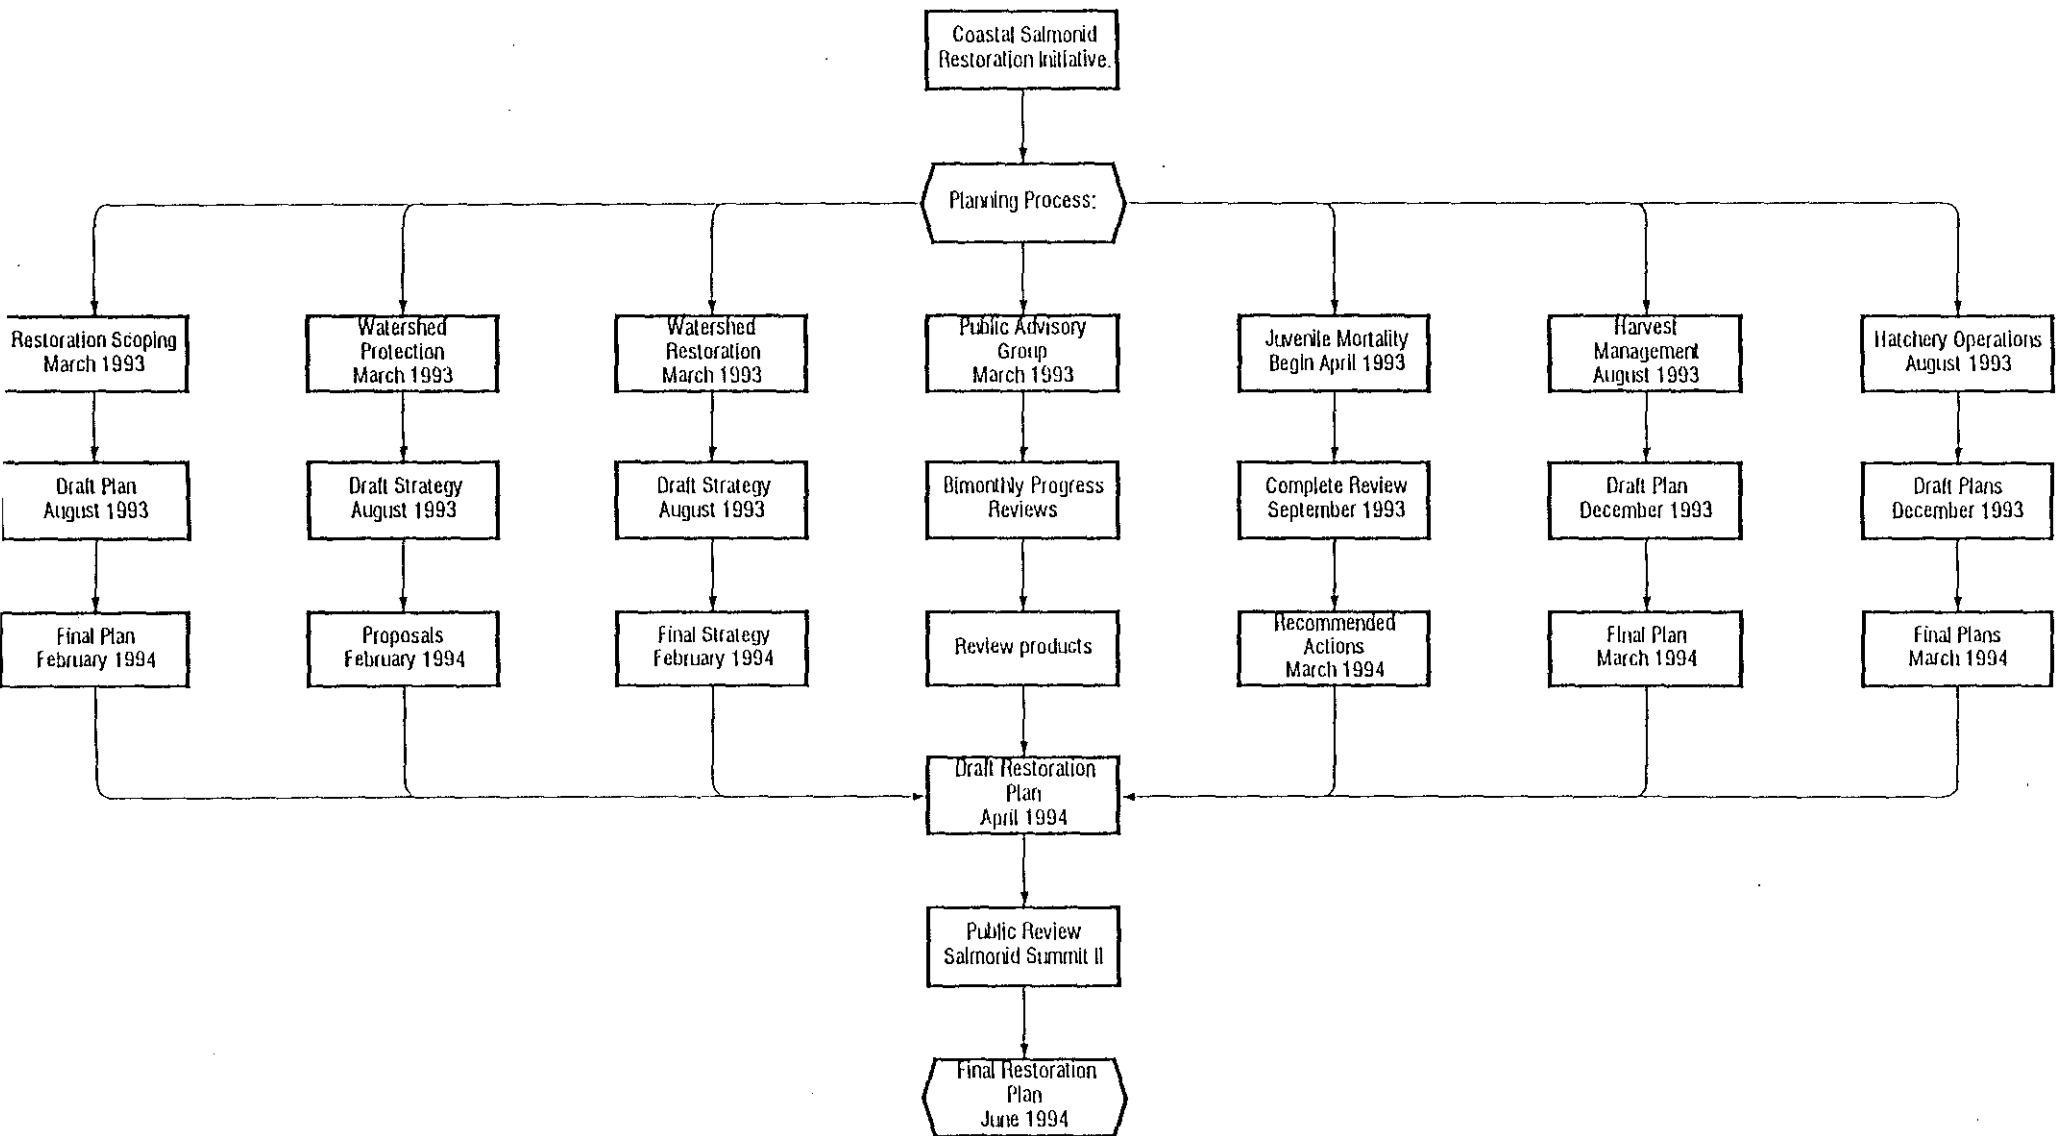 Coastal Salmonid
Restoration Initiative.
Planning Process:
Restoration Scoping
March 1993
Watershed
Protection
March 1993
Watershed
Restoration
March 1993
Public Advisory
Group
March 1993
Juvenile Mortality
Begin April 1993
Harvest
Management
August 1993
Hatchery Operations
August 1993
Draft Plan
August 1993
Draft Strategy
August 1993
Draft Strategy
August 1993
Bimonthly Progress
Reviews
Complete Review
September 1993
Draft Plan
December 1993
Draft Plans
December 1993
Final Plan
February 1994
Proposals
February 1994
Final Strategy
February 1994
Review products
Recommended
Actions
March 1994
Final Plan
March 1994
Final Plans
March 1994
Draft Restoration
Plan
April 1994
Public Review
Salmonid Summit II
Final Restoration
Plan
June 1994